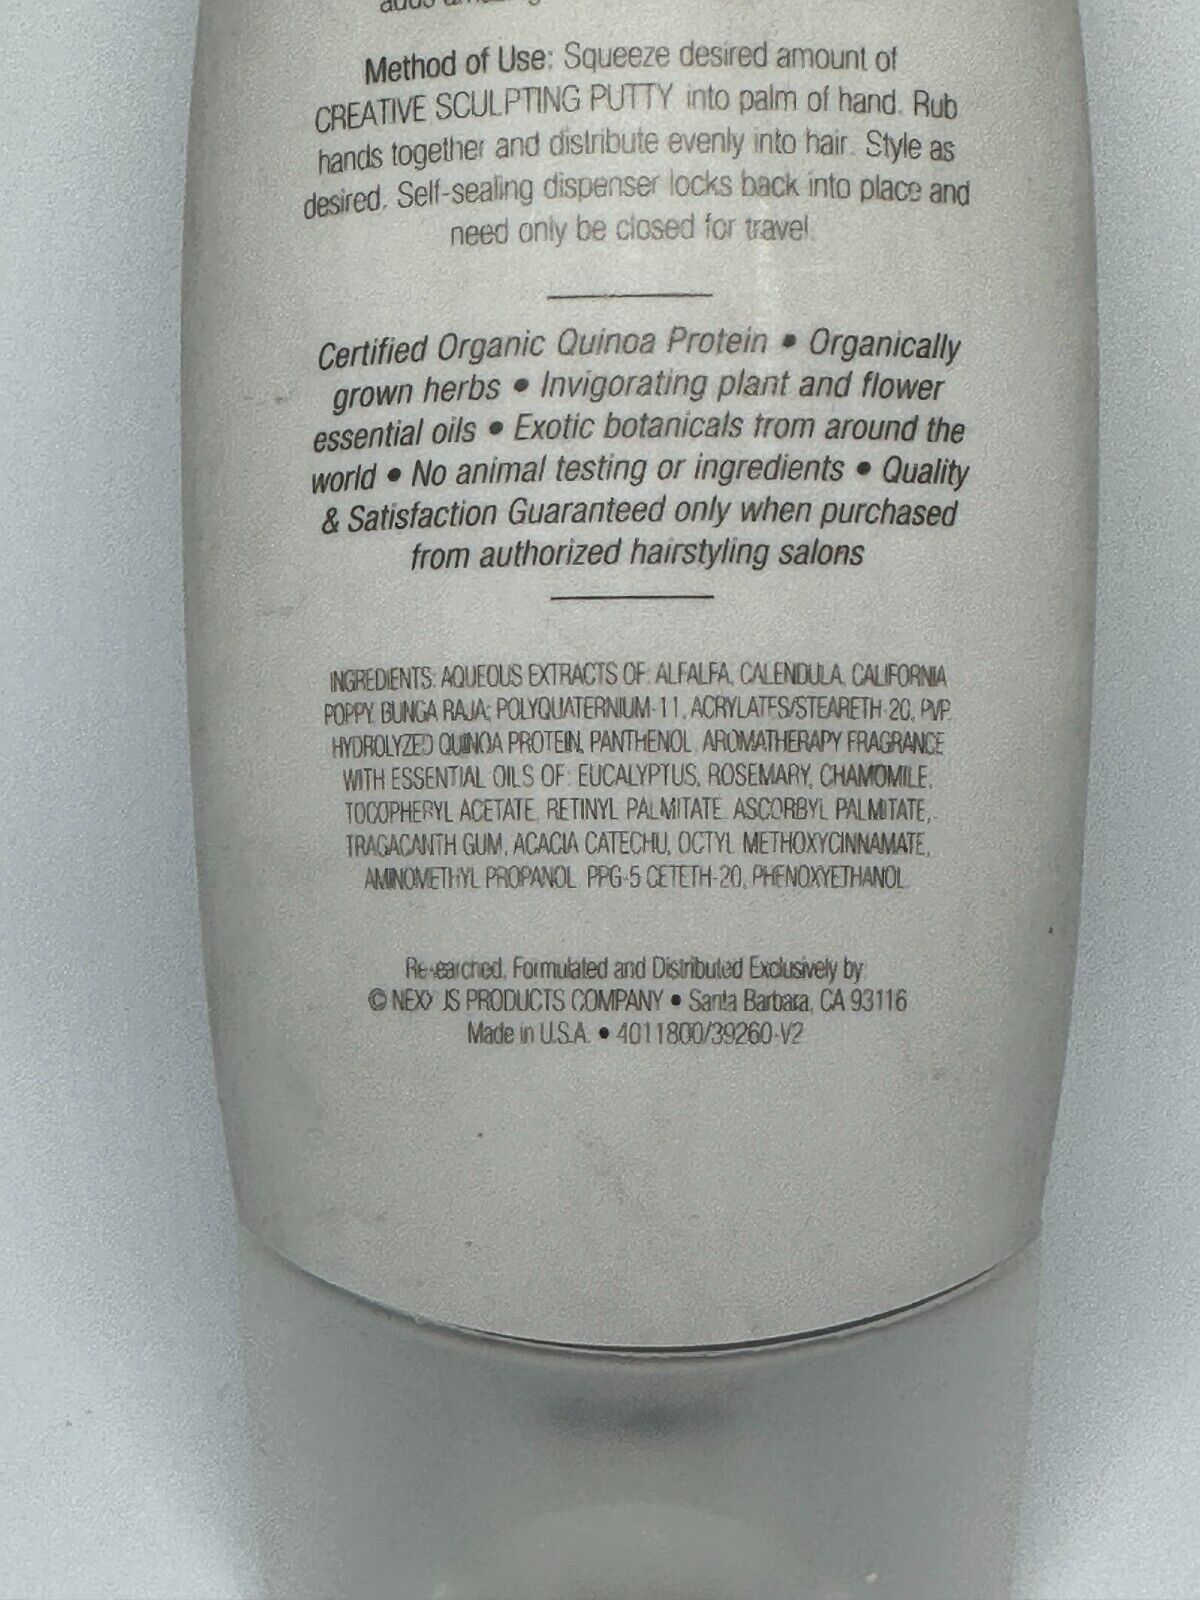 Method of Use: Squeeze desired amount of
CREATIVE SCULPTING PUTTY into palm of hand. Rub
hands together and distribute evenly into hair. Style as
desired. Self-sealing dispenser locks back into place and
need only be closed for travel.
Certified Organic Quinoa Protein • Organically
grown herbs • Invigorating plant and flower
essential oils • Exotic botanicals from around the
world • No animal testing or ingredients • Quality
& Satisfaction Guaranteed only when purchased
from authorized hairstyling salons
INGREDIENTS: AQUEOUS EXTRACTS OF: ALFALFA, CALENDULA, CALIFORNIA
POPPY, BUNGA RAJA; POLYQUATERNIUM-11, ACRYLATES/STEARETH-20, PVP,
HYDROLYZED QUINOA PROTEIN, PANTHENOL, AROMATHERAPY FRAGRANCE
WITH ESSENTIAL OILS OF: EUCALYPTUS, ROSEMARY, CHAMOMILE,
TOCOPHERYL ACETATE, RETINYL PALMITATE, ASCORBYL PALMITATE,
TRAGACANTH GUM, ACACIA CATECHU, OCTYL METHOXYCINNAMATE,
AMINOMETHYL PROPANOL, PPG-5 CETETH-20, PHENOXYETHANOL
Researched, Formulated and Distributed Exclusively by:
© NEXXUS PRODUCTS COMPANY • Santa Barbara, CA 93116
Made in U.S.A. • 4011800/39260-V2